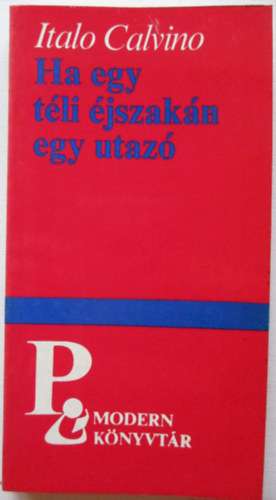 Italo Calvino
Ha egy
téli éjszakán
egy utazó
P
MODERN
KÖNYVTÁR